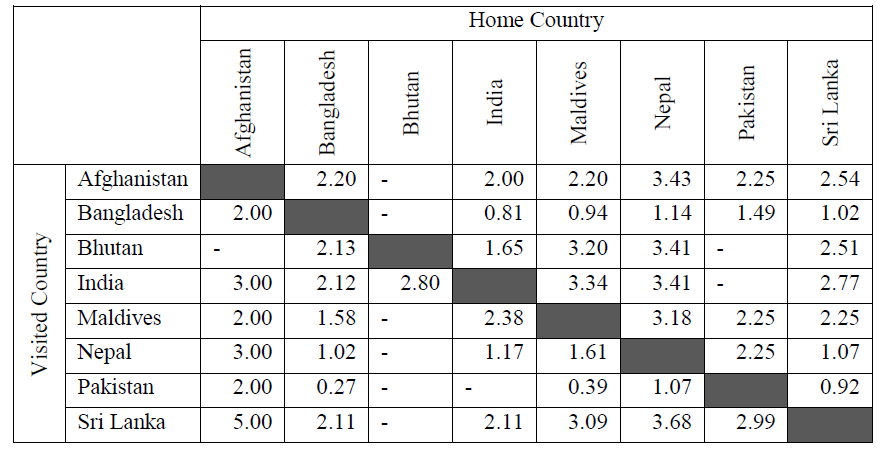 Home Country
Afghanistan Bangladesh Bhutan India Maldives Nepal Pakistan Sri Lanka
Visited Country
Afghanistan 2.20 - 2.00 2.20 3.43 2.25 2.54
Bangladesh 2.00 - 0.81 0.94 1.14 1.49 1.02
Bhutan - 2.13 1.65 3.20 3.41 - 2.51
India 3.00 2.12 2.80 3.34 3.41 - 2.77
Maldives 2.00 1.58 - 2.38 3.18 2.25 2.25
Nepal 3.00 1.02 - 1.17 1.61 2.25 1.07
Pakistan 2.00 0.27 - - 0.39 1.07 0.92
Sri Lanka 5.00 2.11 - 2.11 3.09 3.68 2.99